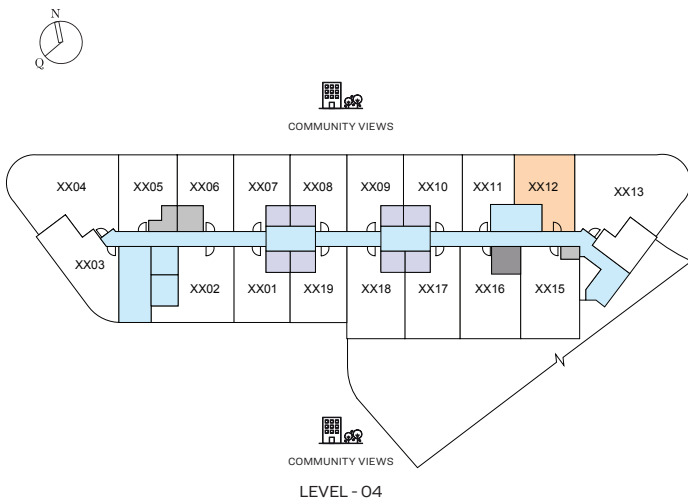 N
Q
COMMUNITY VIEWS
XX04 XX05 XX06 XX07 XX08 XX09 XX10 XX11 XX12 XX13
XX03
XX02 XX01 XX19 XX18 XX17 XX16 XX15
N
COMMUNITY VIEWS
LEVEL - 04